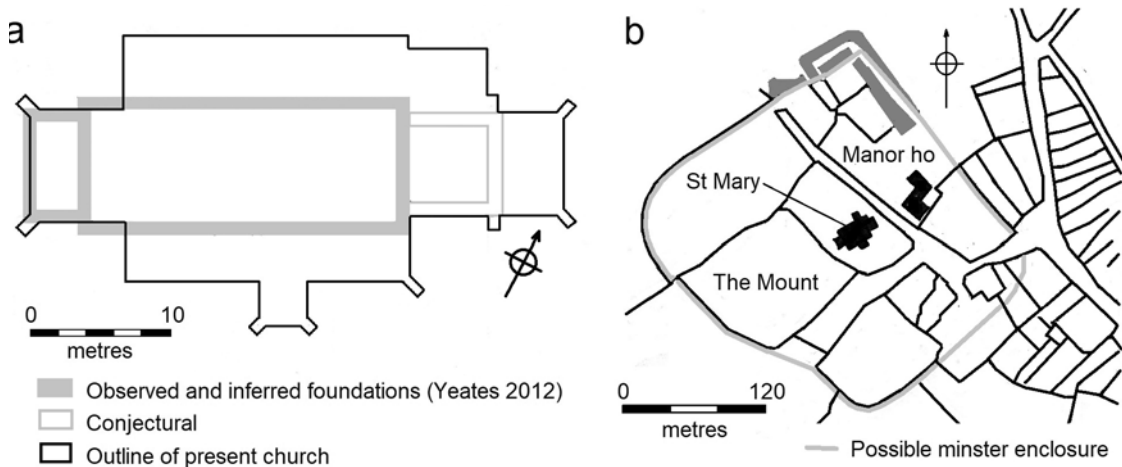 a
0 10
metres
Observed and inferred foundations (Yeates 2012)
Conjectural
Outline of present church
b
Manor ho
St Mary
The Mount
0 120
metres
Possible minster enclosure